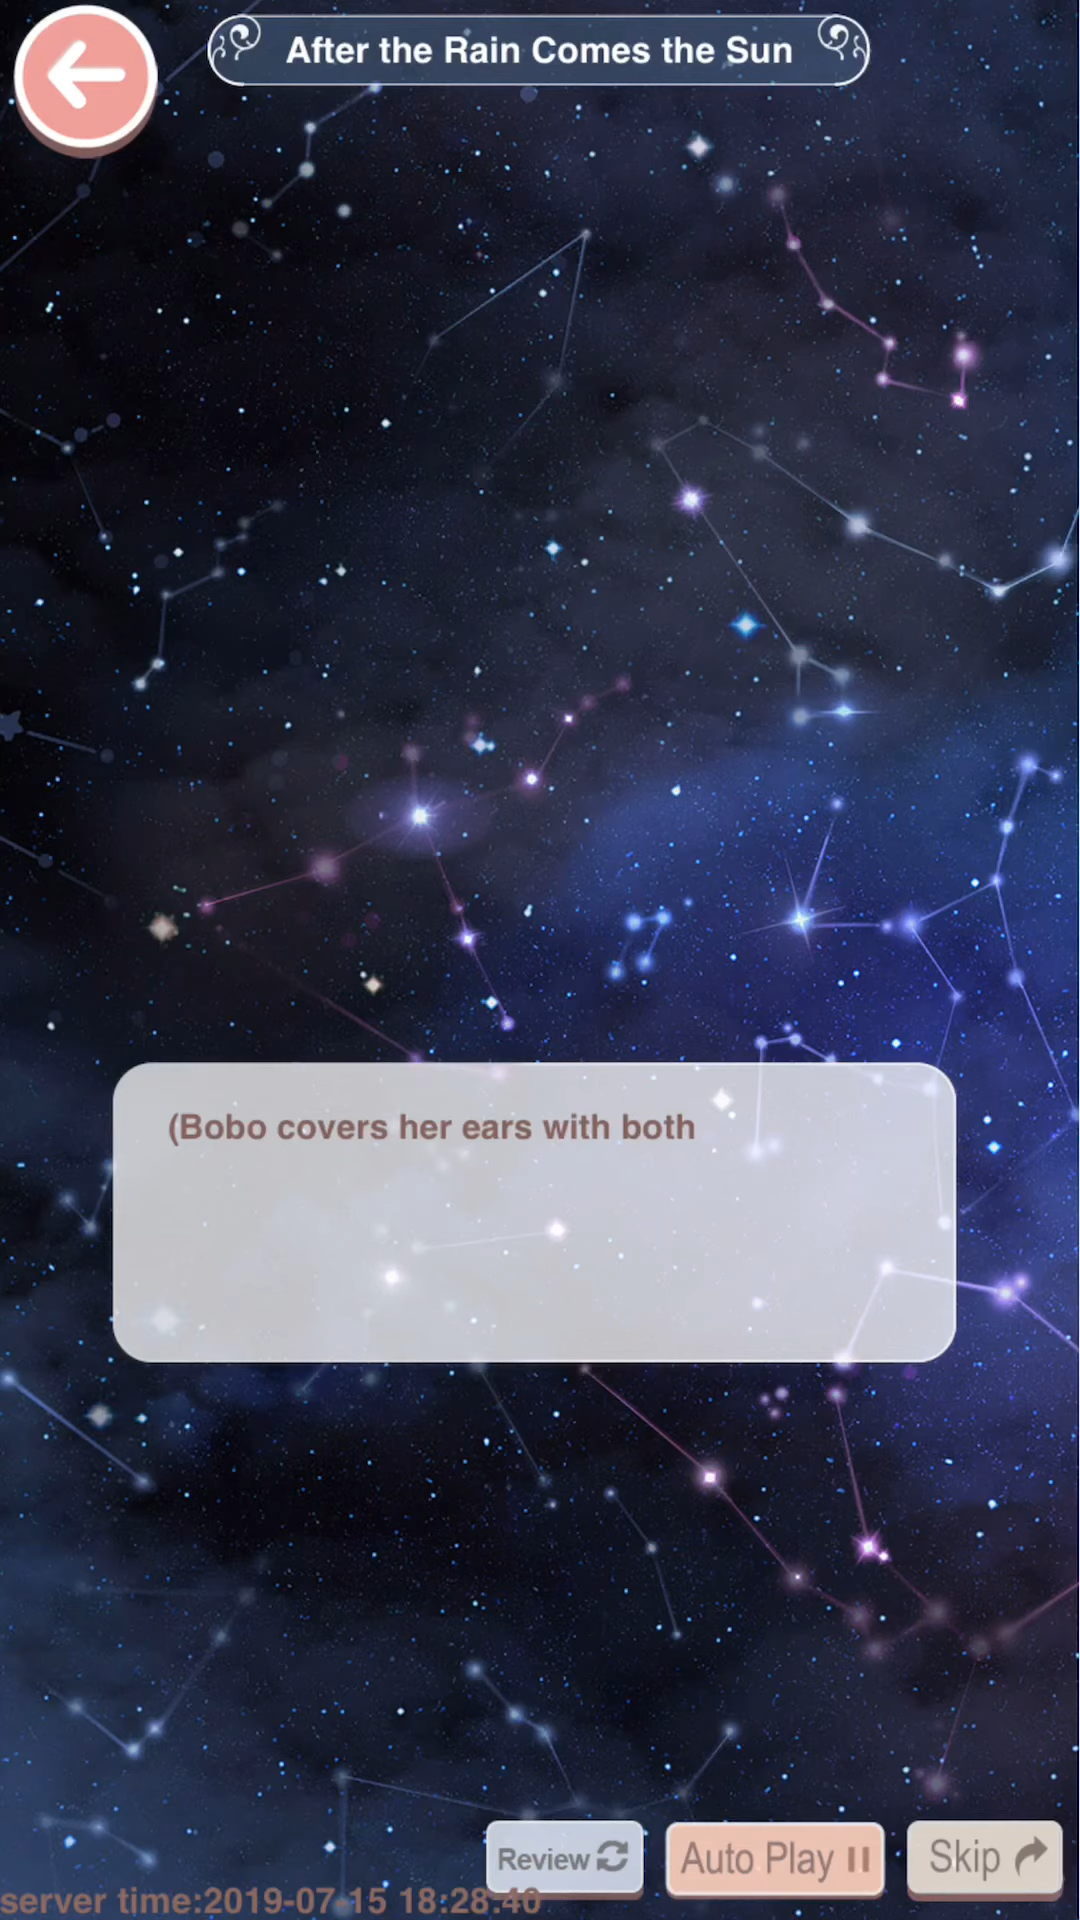 After the Rain Comes the Sun
(Bobo covers her ears with both
Review
Auto Play
Skip
server time:2019-07-15 18:28:40